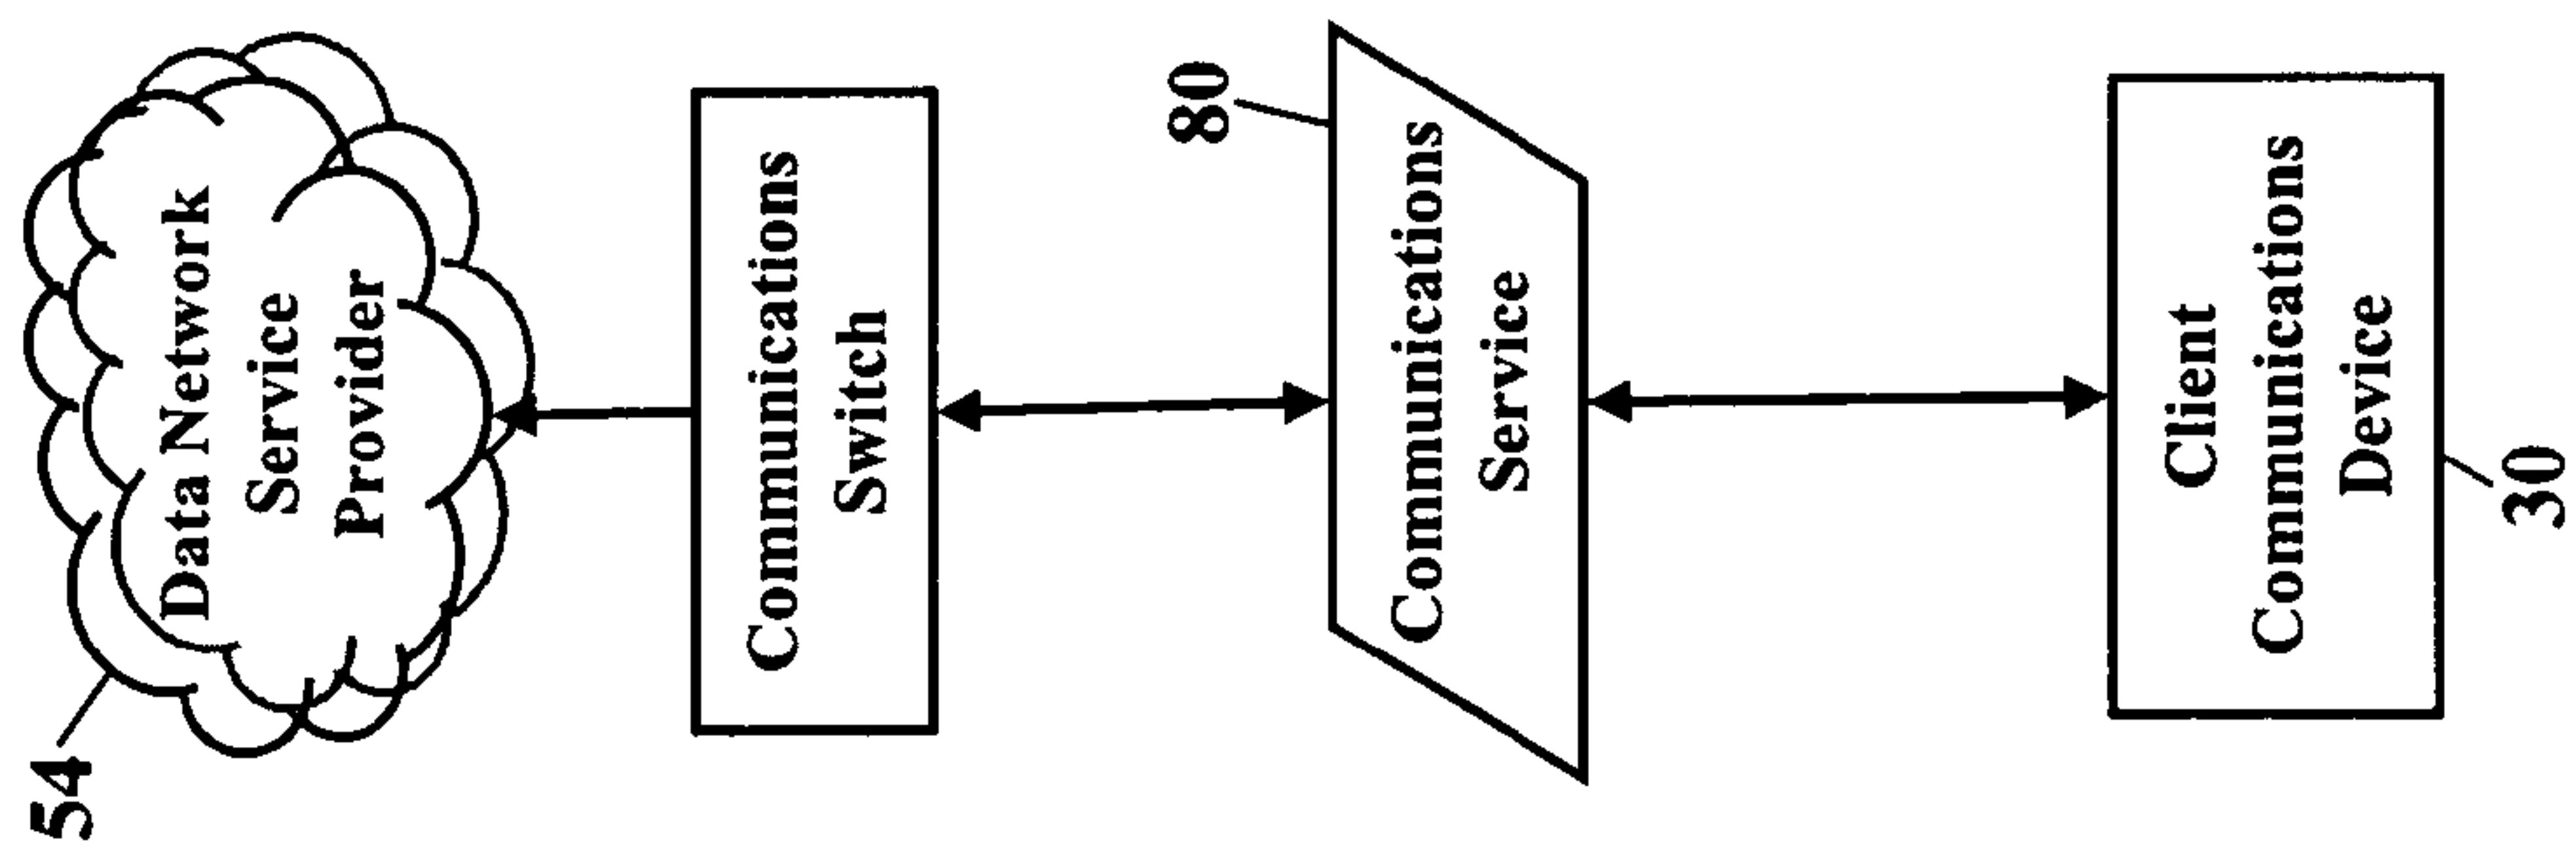 54
Data Network
Service
Provider
Communications
Switch
80
Communications
Service
Client
Communications
Device
30